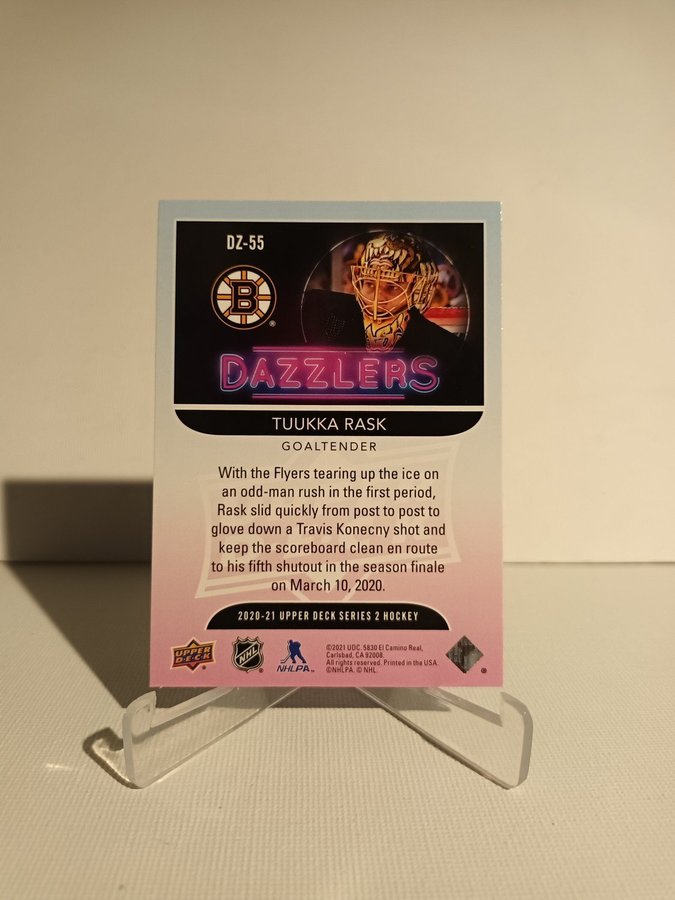 DZ-55
B
®
DAZZLERS
TUUKKA RASK
GOALTENDER
With the Flyers tearing up the ice on
an odd-man rush in the first period,
Rask slid quickly from post to post to
glove down a Travis Konecny shot and
keep the scoreboard clean en route
to his fifth shutout in the season finale
on March 10, 2020.
2020-21 UPPER DECK SERIES 2 HOCKEY
UPPER DECK
NHL
®
NHLPA™
©2021 UDC. 5830 El Camino Real,
Carlsbad, CA 92008.
All rights reserved. Printed in the USA.
©NHLPA. © NHL.
®